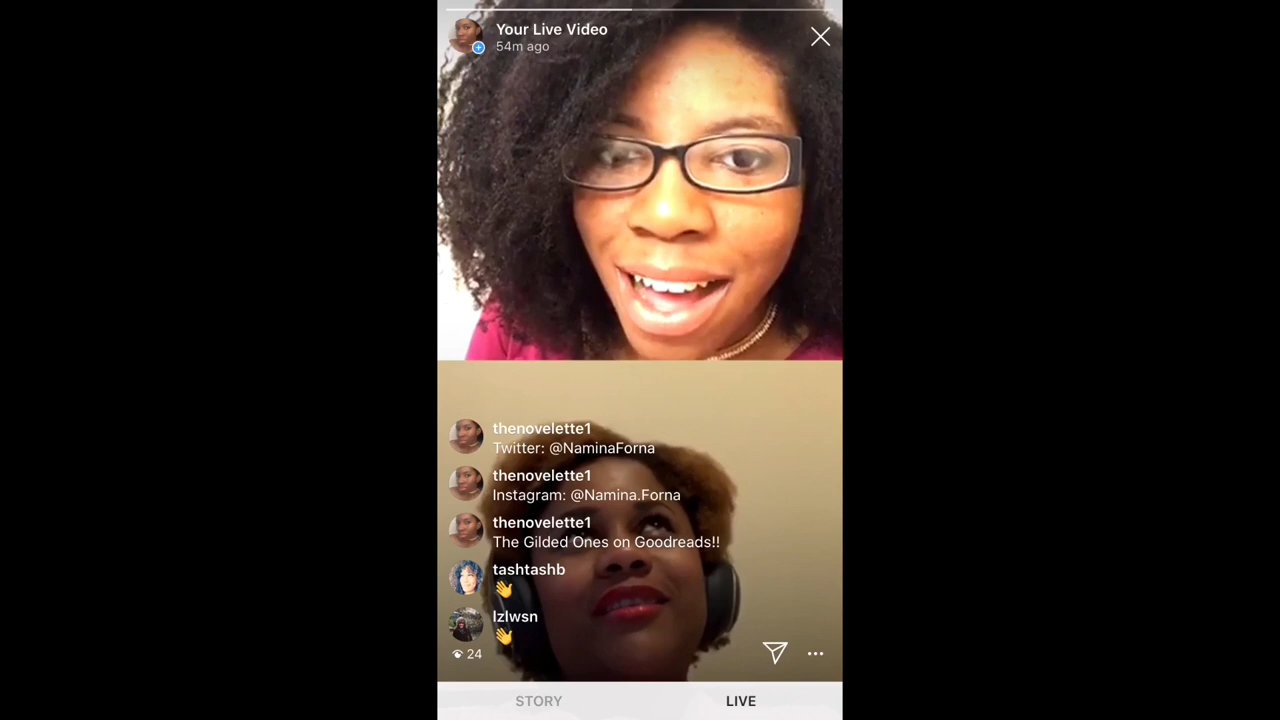 Your Live Video
54m ago
thenovelette1
Twitter: @NaminaForna
thenovelette1
Instagram: @Namina.Forna
thenovelette1
The Gilded Ones on Goodreads!!
tashtashb
👋
lzlwsn
👋
24
STORY LIVE